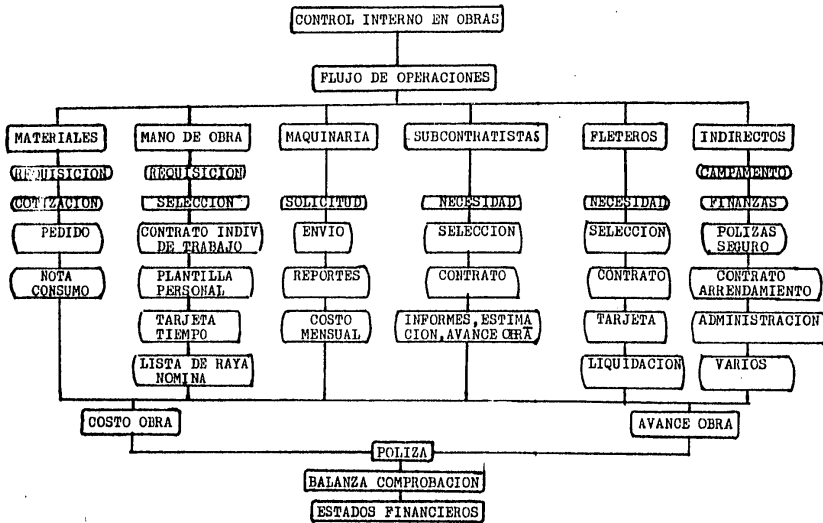 CONTROL INTERNO EN OBRAS
FLUJO DE OPERACIONES
MATERIALES
REQUISICION
COTIZACION
PEDIDO
NOTA
CONSUMO
MANO DE OBRA
REQUISICION
SELECCION
CONTRATO INDIV
DE TRABAJO
PLANTILLA
PERSONAL
TARJETA
TIEMPO
LISTA DE RAYA
NOMINA
MAQUINARIA
SOLICITUD
ENVIO
REPORTES
COSTO
MENSUAL
SUBCONTRATISTAS
NECESIDAD
SELECCION
CONTRATO
INFORMES, ESTIMA
CION, AVANCE
FLETEROS
NECESIDAD
SELECCION
CONTRATO
TARJETA
LIQUIDACION
INDIRECTOS
CAMPAMENTO
FINANZAS
POLIZAS
SEGURO
CONTRATO
ARRENDAMIENTO
ADMINISTRACION
VARIOS
COSTO OBRA
AVANCE OBRA
POLIZA
BALANZA COMPROBACION
ESTADOS FINANCIEROS